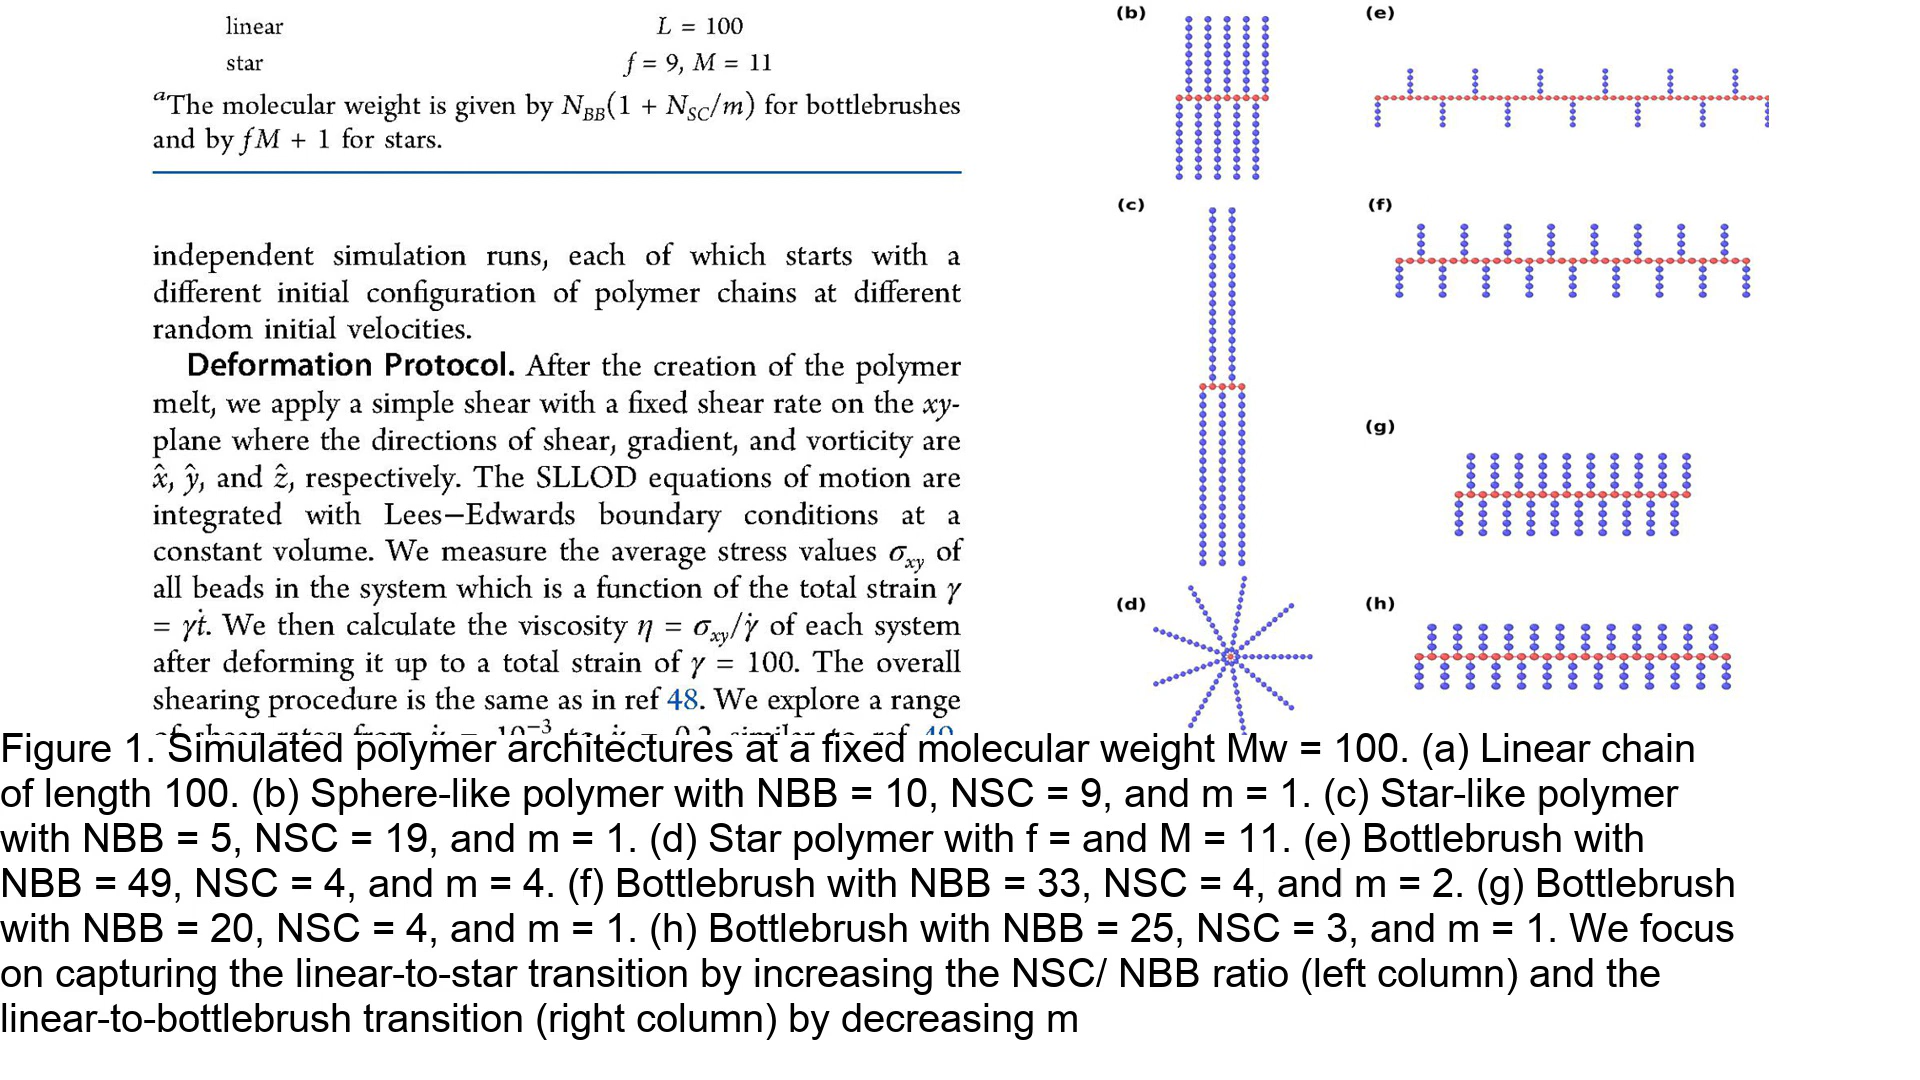 linear L = 100
star f = 9, M = 11
aThe molecular weight is given by NBB(1 + NSC/m) for bottlebrushes
and by fM + 1 for stars.
independent simulation runs, each of which starts with a
different initial configuration of polymer chains at different
random initial velocities.
Deformation Protocol. After the creation of the polymer
melt, we apply a simple shear with a fixed shear rate on the xy-
plane where the directions of shear, gradient, and vorticity are
x̂, ŷ, and ẑ, respectively. The SLLOD equations of motion are
integrated with Lees−Edwards boundary conditions at a
constant volume. We measure the average stress values σxy of
all beads in the system which is a function of the total strain γ
= γṫ. We then calculate the viscosity η = σxy/γ̇ of each system
after deforming it up to a total strain of γ = 100. The overall
shearing procedure is the same as in ref 48. We explore a range
(b)
(e)
(c)
(f)
(g)
(d)
(h)
Figure 1. Simulated polymer architectures at a fixed molecular weight Mw = 100. (a) Linear chain
of length 100. (b) Sphere-like polymer with NBB = 10, NSC = 9, and m = 1. (c) Star-like polymer
with NBB = 5, NSC = 19, and m = 1. (d) Star polymer with f = and M = 11. (e) Bottlebrush with
NBB = 49, NSC = 4, and m = 4. (f) Bottlebrush with NBB = 33, NSC = 4, and m = 2. (g) Bottlebrush
with NBB = 20, NSC = 4, and m = 1. (h) Bottlebrush with NBB = 25, NSC = 3, and m = 1. We focus
on capturing the linear-to-star transition by increasing the NSC/ NBB ratio (left column) and the
linear-to-bottlebrush transition (right column) by decreasing m